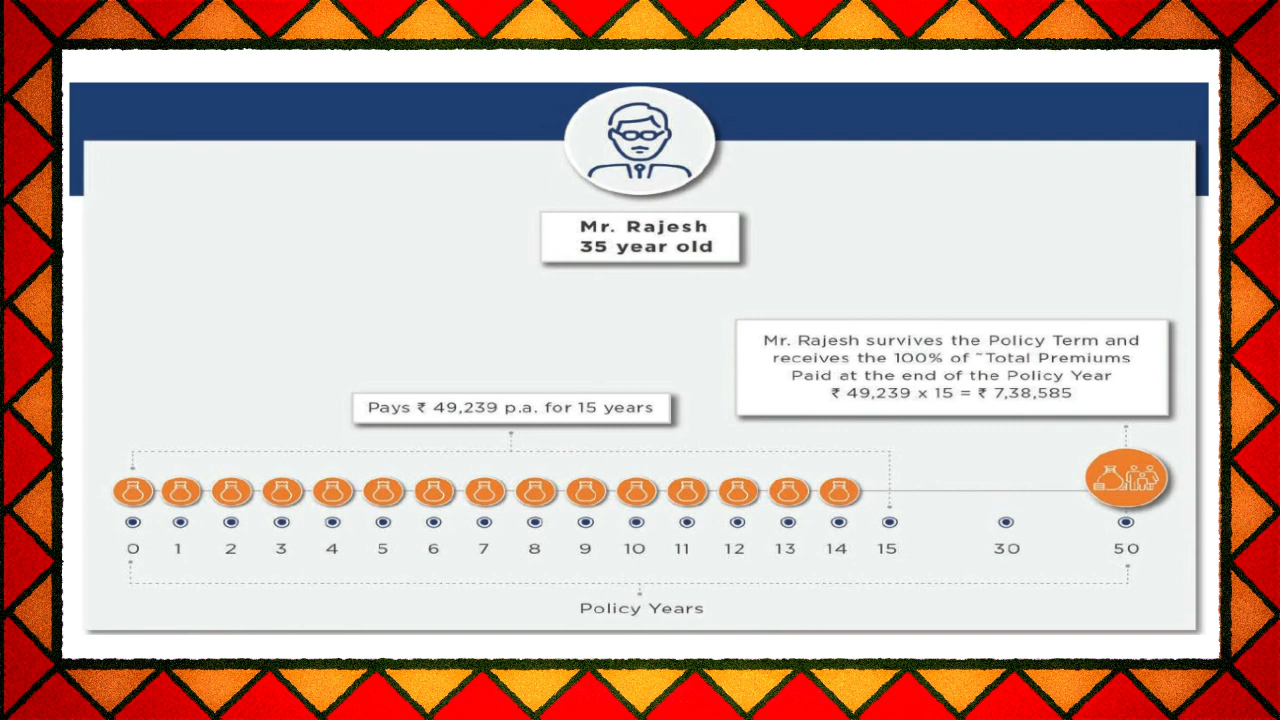 Mr. Rajesh
35 year old
Mr. Rajesh survives the Policy Term and
receives the 100% of ~Total Premiums
Paid at the end of the Policy Year
₹ 49,239 x 15 = ₹ 7,38,585
Pays ₹ 49,239 p.a. for 15 years
0 1 2 3 4 5 6 7 8 9 10 11 12 13 14 15 30 50
Policy Years